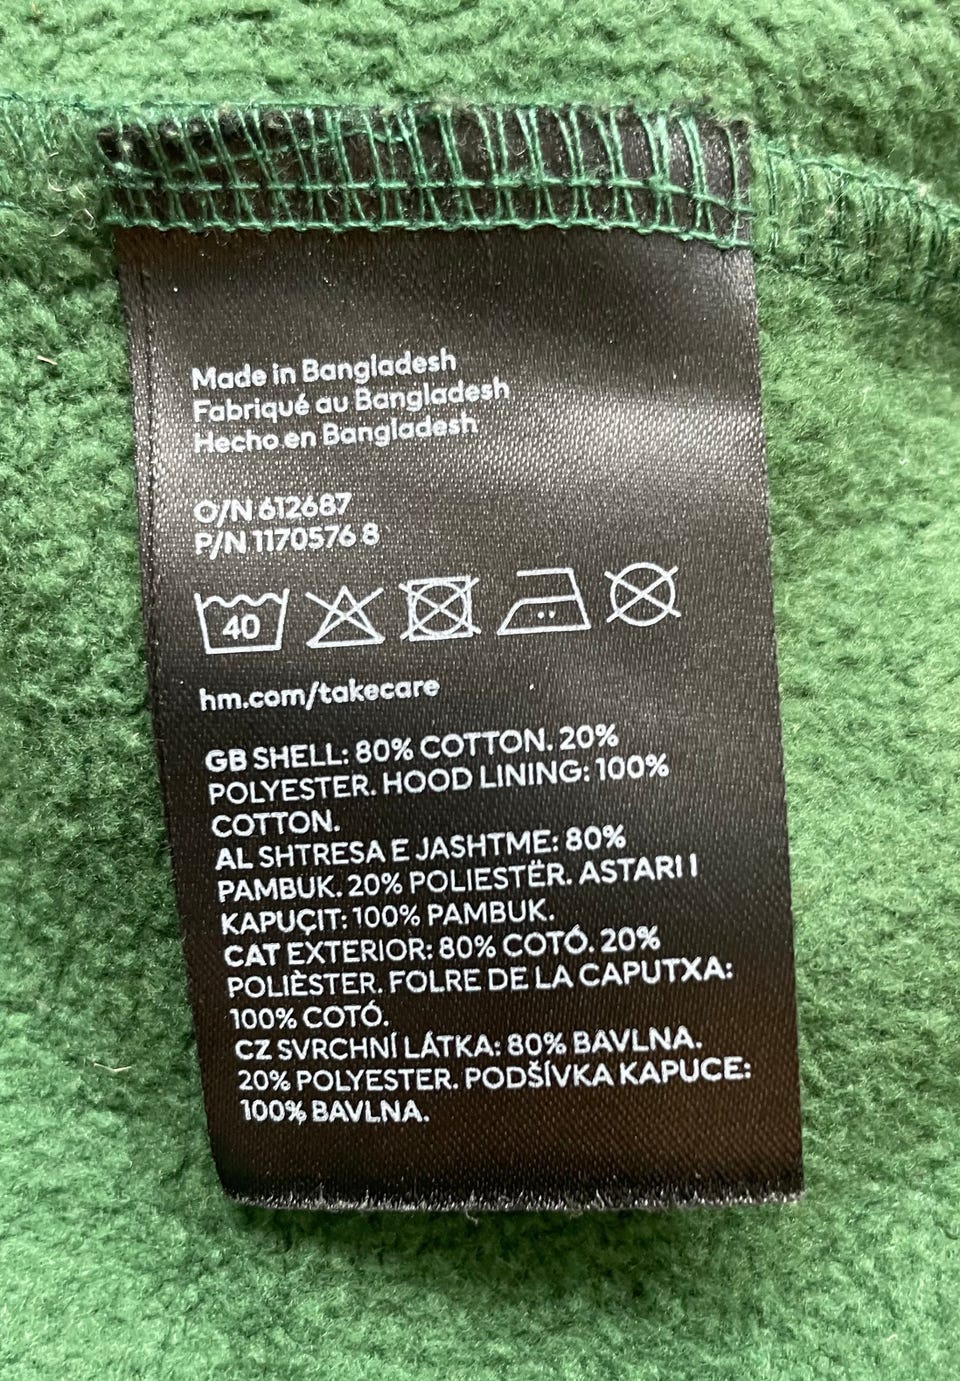 Made in Bangladesh
Fabriqué au Bangladesh
Hecho en Bangladesh
O/N 612687
P/N 1170576 8
40
hm.com/takecare
GB SHELL: 80% COTTON. 20%
POLYESTER. HOOD LINING: 100%
COTTON.
AL SHTRESA E JASHTME: 80%
PAMBUK. 20% POLIESTËR. ASTARI I
KAPUÇIT: 100% PAMBUK.
CAT EXTERIOR: 80% COTÓ. 20%
POLIÈSTER. FOLRE DE LA CAPUTXA:
100% COTÓ.
CZ SVRCHNÍ LÁTKA: 80% BAVLNA.
20% POLYESTER. PODŠÍVKA KAPUCE:
100% BAVLNA.